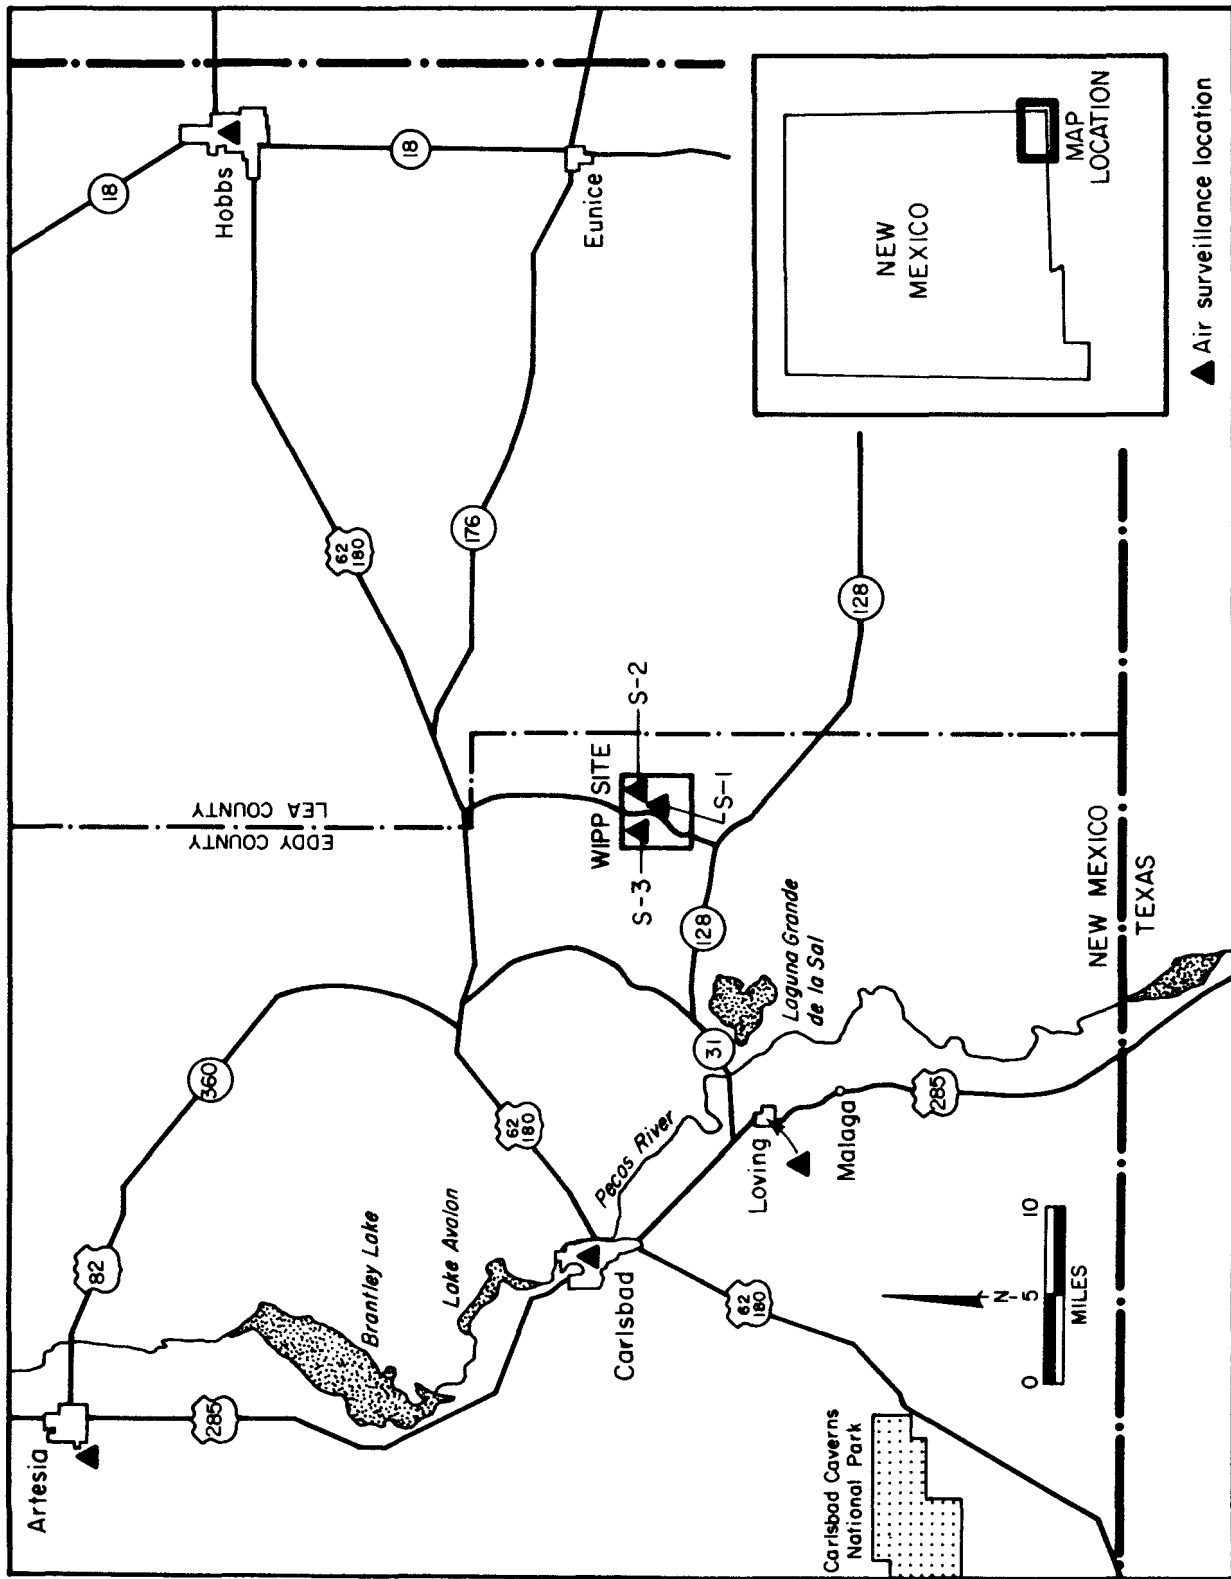 Artesia
82
285
360
18
Hobbs
18
Eunice
Brantley Lake
Lake Avalon
Carlsbad
62
180
62
180
176
EDDY COUNTY
LEA COUNTY
WIPP SITE
S-3
S-2
S-1
Pecos River
31
128
128
Laguna Grande
de la Sal
Loving
Malaga
285
62
180
Carlsbad Caverns
National Park
N
0 5 10
MILES
NEW MEXICO
TEXAS
NEW
MEXICO
MAP
LOCATION
Air surveillance location